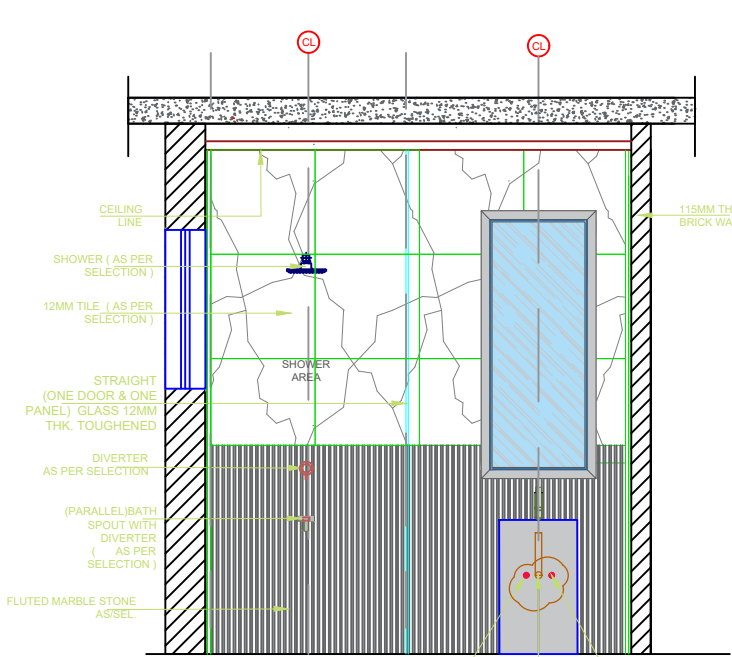 CL
CL
CEILING
LINE
115MM TH
BRICK WA
SHOWER ( AS PER
SELECTION )
12MM TILE ( AS PER
SELECTION )
SHOWER
AREA
STRAIGHT
(ONE DOOR & ONE
PANEL) GLASS 12MM
THK. TOUGHENED
DIVERTER
AS PER SELECTION
(PARALLEL)BATH
SPOUT WITH
DIVERTER
( AS PER
SELECTION )
FLUTED MARBLE STONE
AS/SEL.